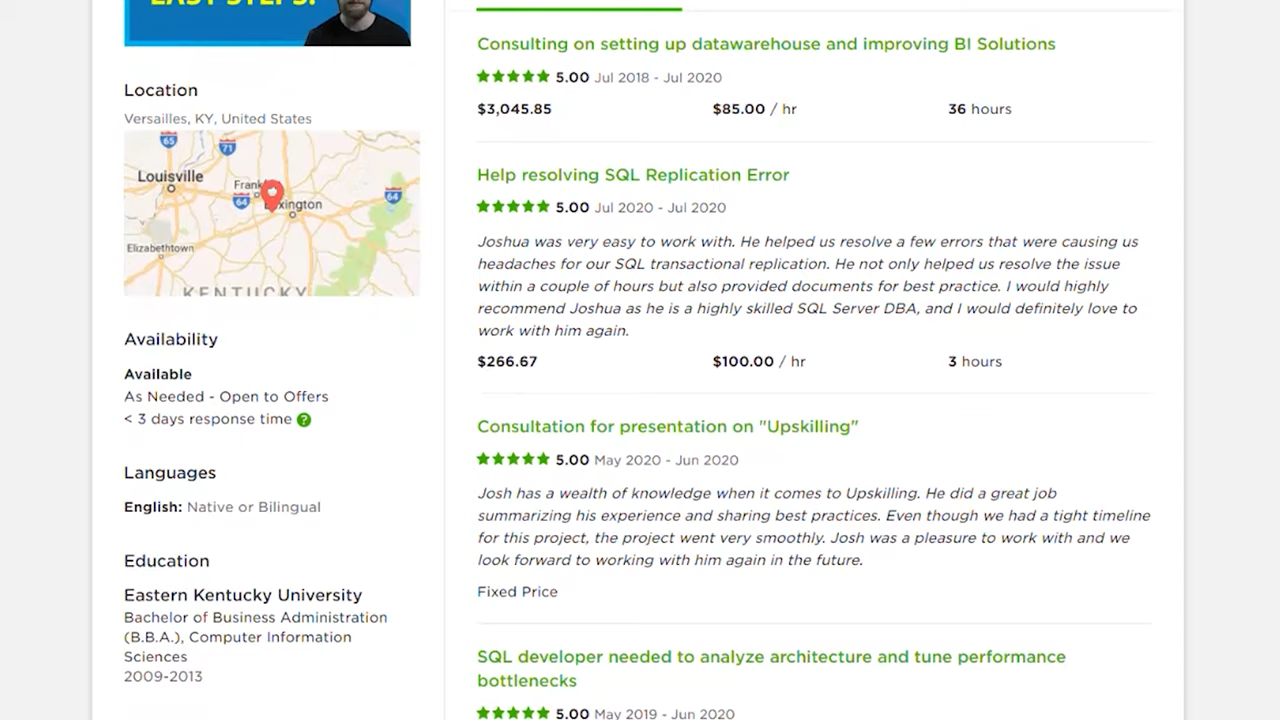 EASY STEPS!
Location
Versailles, KY, United States
65
71
Louisville
Frank
64
64
exington
Elizabethtown
KENTUCKY
Availability
Available
As Needed - Open to Offers
< 3 days response time ?
Languages
English: Native or Bilingual
Education
Eastern Kentucky University
Bachelor of Business Administration
(B.B.A.), Computer Information
Sciences
2009-2013
Consulting on setting up datawarehouse and improving BI Solutions
5.00 Jul 2018 - Jul 2020
$3,045.85 $85.00 / hr 36 hours
Help resolving SQL Replication Error
5.00 Jul 2020 - Jul 2020
Joshua was very easy to work with. He helped us resolve a few errors that were causing us
headaches for our SQL transactional replication. He not only helped us resolve the issue
within a couple of hours but also provided documents for best practice. I would highly
recommend Joshua as he is a highly skilled SQL Server DBA, and I would definitely love to
work with him again.
$266.67 $100.00 / hr 3 hours
Consultation for presentation on "Upskilling"
5.00 May 2020 - Jun 2020
Josh has a wealth of knowledge when it comes to Upskilling. He did a great job
summarizing his experience and sharing best practices. Even though we had a tight timeline
for this project, the project went very smoothly. Josh was a pleasure to work with and we
look forward to working with him again in the future.
Fixed Price
SQL developer needed to analyze architecture and tune performance
bottlenecks
5.00 May 2019 - Jun 2020